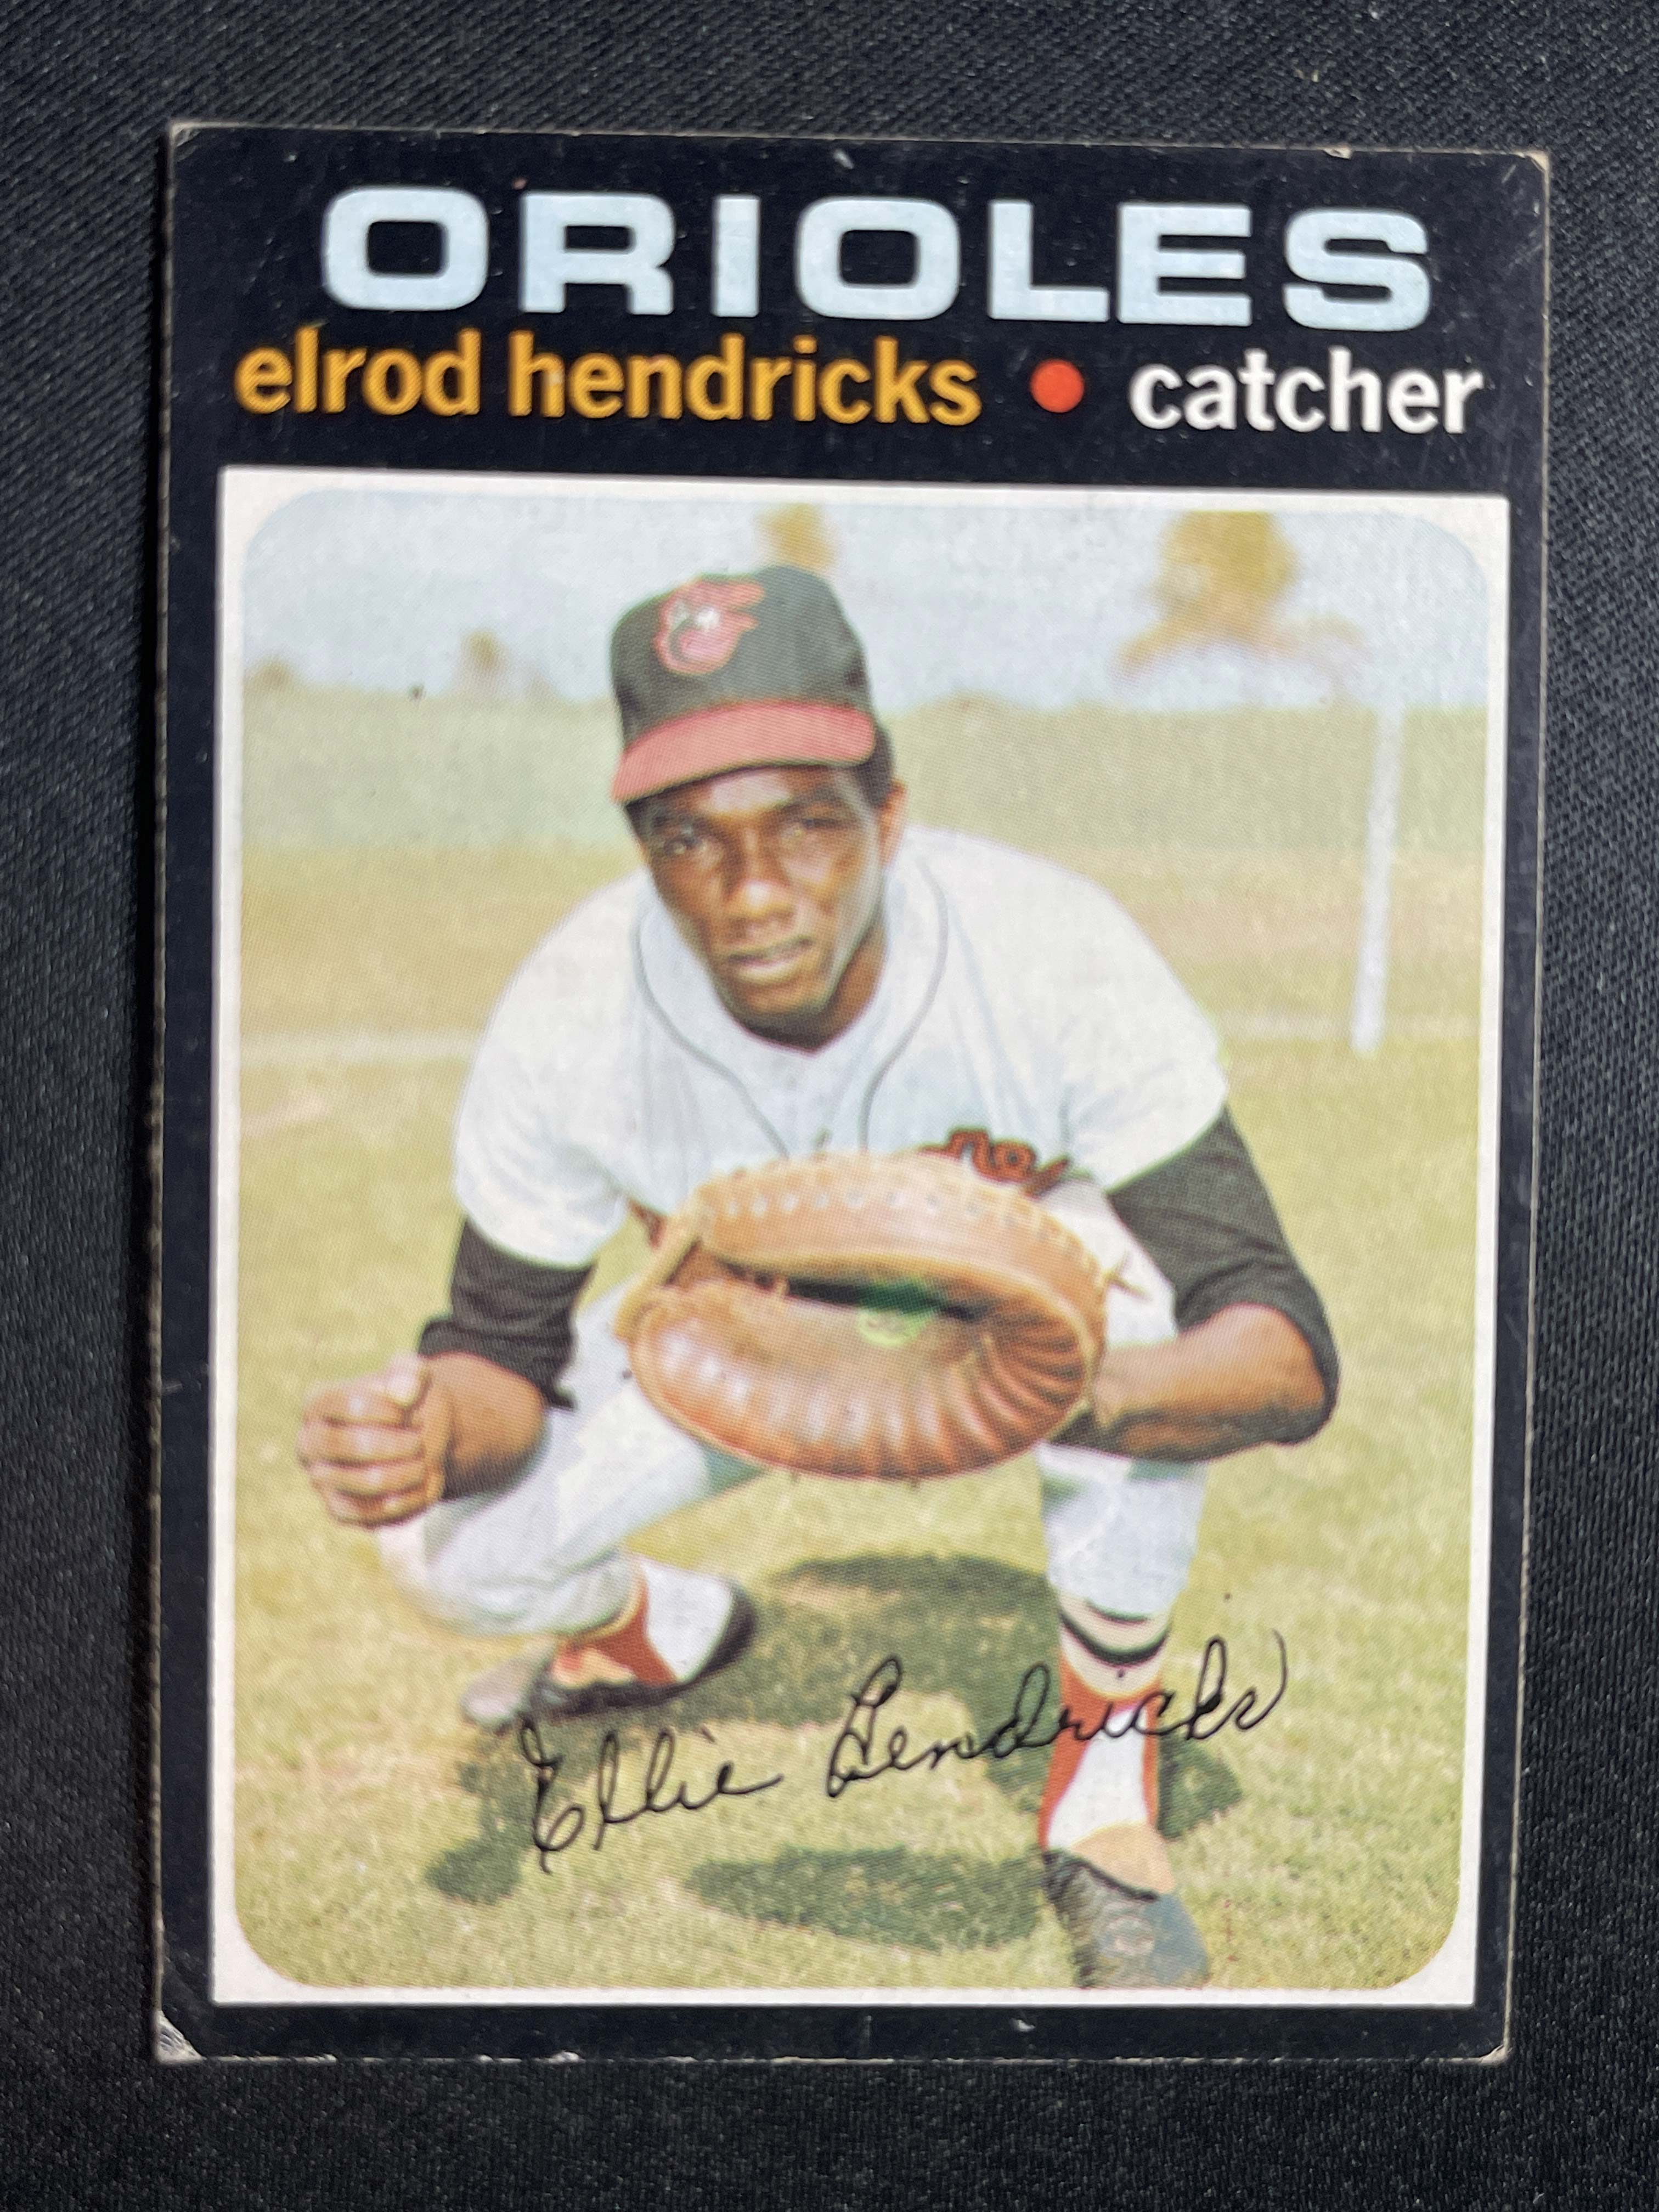 ORIOLES
elrod hendricks • catcher
Ellie Hendricks